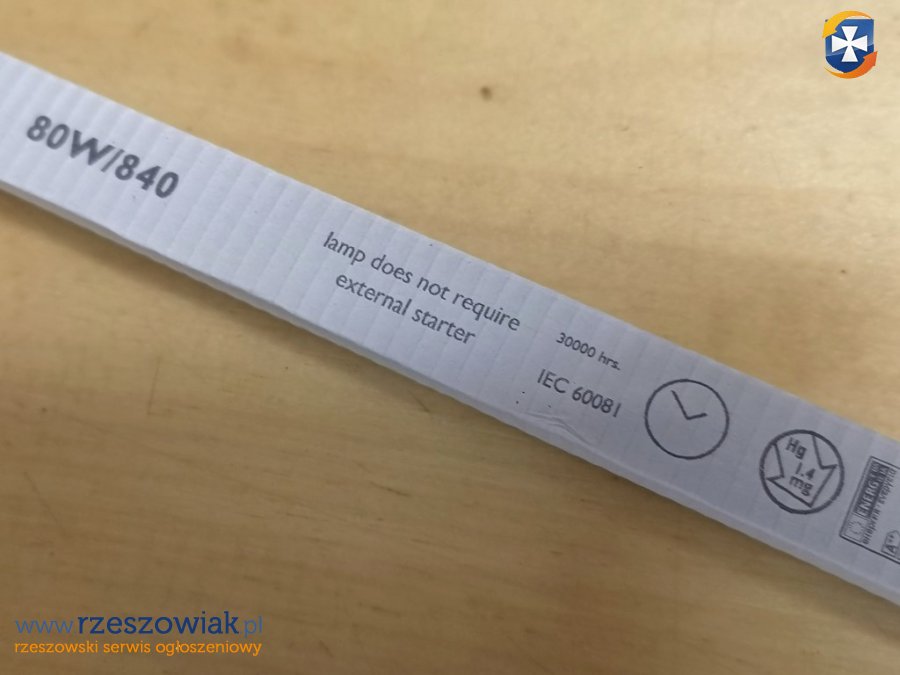 80W/840
lamp does not require
external starter
30000 hrs.
IEC 60081
Hg
1.4
mg
ENERG
A++
www.rzeszowiak.pl
rzeszowski serwis ogłoszeniowy